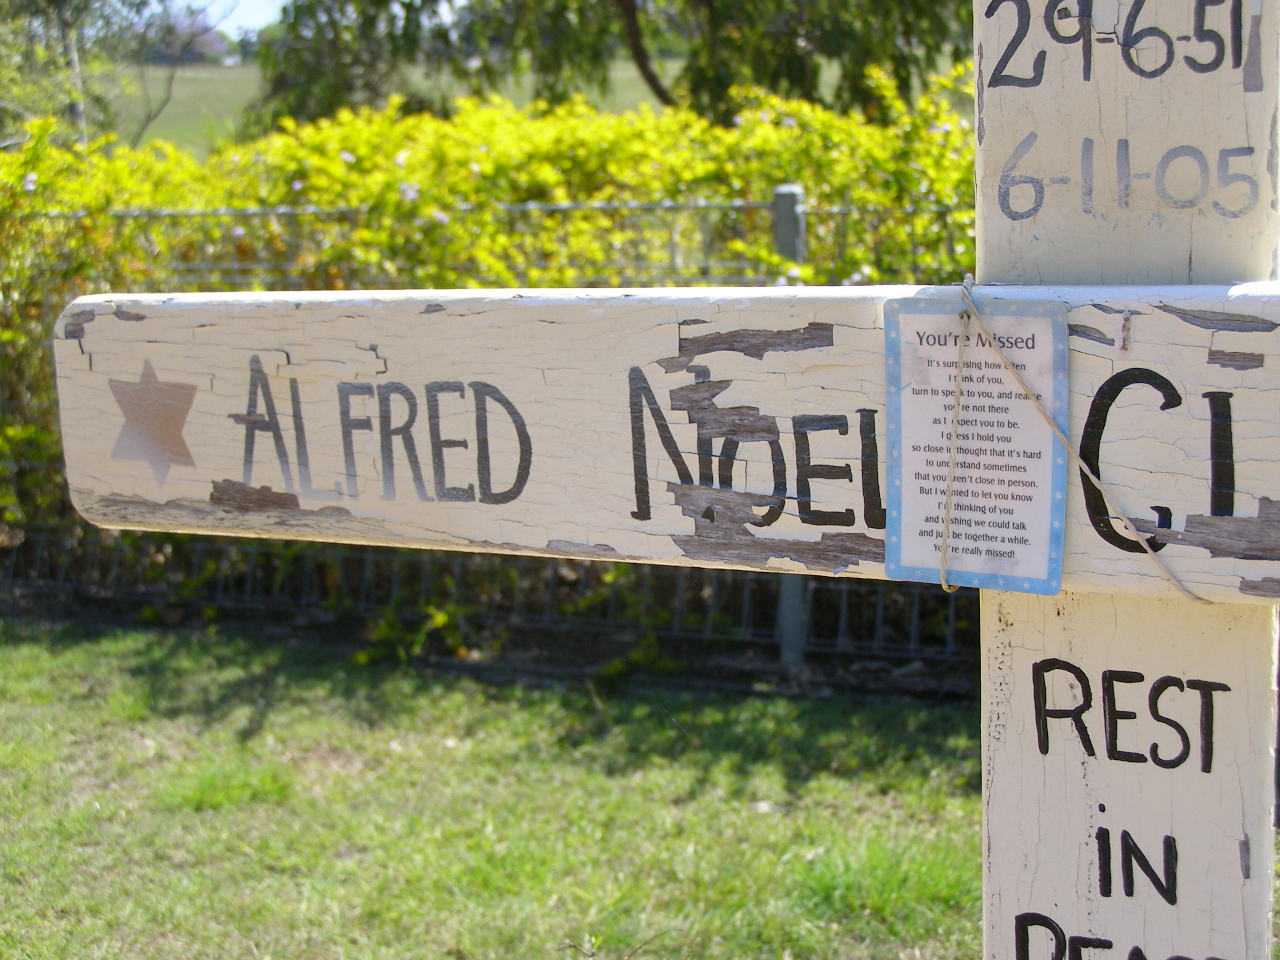 29-6-51
6-11-05
ALFRED NOEL CL
You're Missed
It's surprising how often
I think of you,
turn to speak to you, and realise
you're not there
as I expect you to be.
I guess I hold you
so close in thought that it's hard
to understand sometimes
that you aren't close in person.
But I wanted to let you know
I'm thinking of you
and wishing we could talk
and just be together a while.
You're really missed!
REST
iN
PEAC